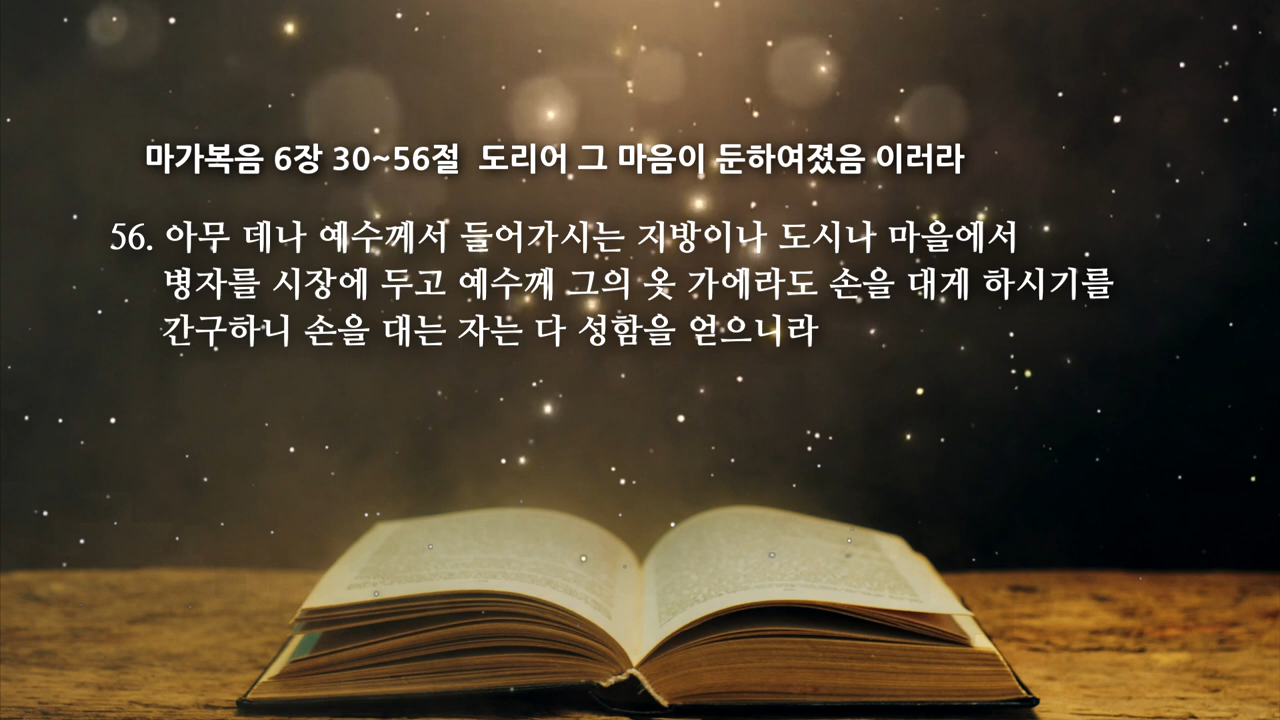 마가복음 6장 30~56절 도리어 그 마음이 둔하여졌음 이러라
56. 아무 데나 예수께서 들어가시는 지방이나 도시나 마을에서
병자를 시장에 두고 예수께 그의 옷 가에라도 손을 대게 하시기를
간구하니 손을 대는 자는 다 성함을 얻으니라